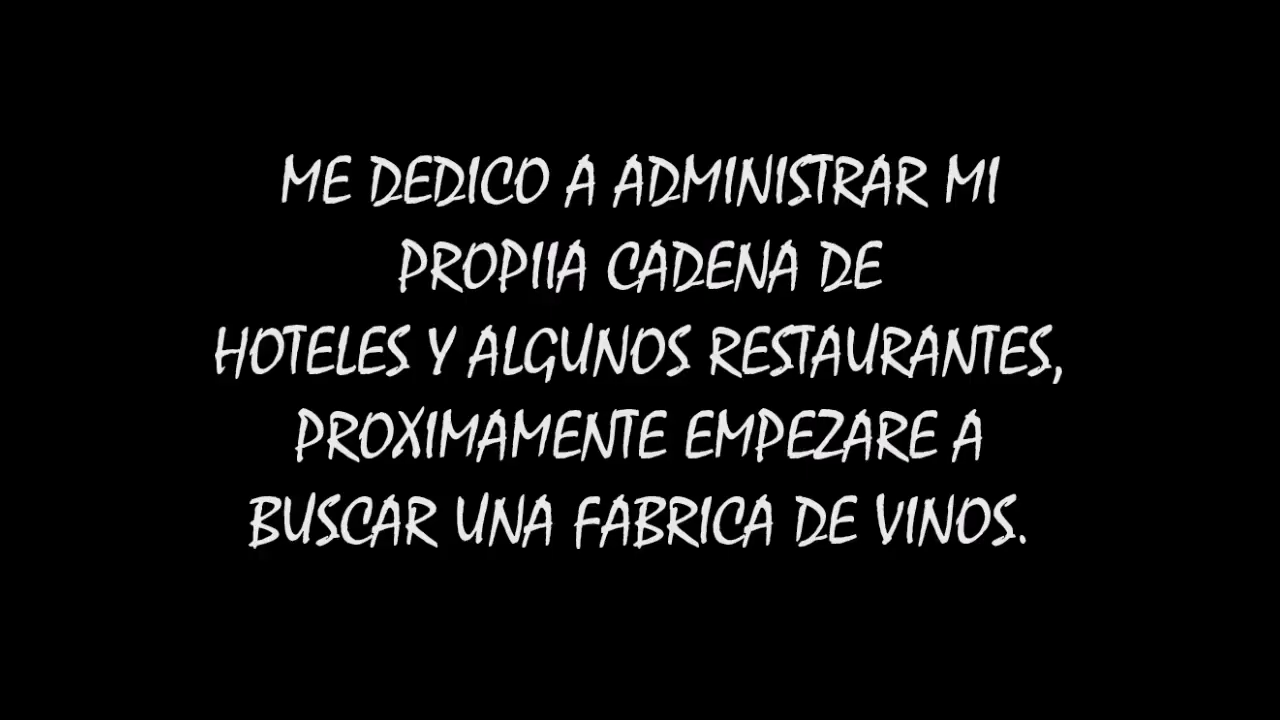 ME DEDICO A ADMINISTRAR MI
PROPIIA CADENA DE
HOTELES Y ALGUNOS RESTAURANTES,
PROXIMAMENTE EMPEZARE A
BUSCAR UNA FABRICA DE VINOS.